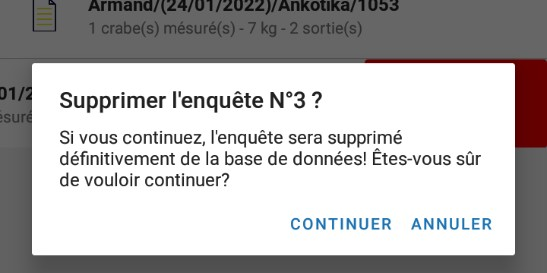 Armand/(24/01/2022)/Ankotika/1053
1 crabe(s) mésuré(s) - 7 kg - 2 sortie(s)
01/2
ésuré
Supprimer l'enquête N°3 ?
Si vous continuez, l'enquête sera supprimé
définitivement de la base de données! Êtes-vous sûr
de vouloir continuer?
CONTINUER ANNULER